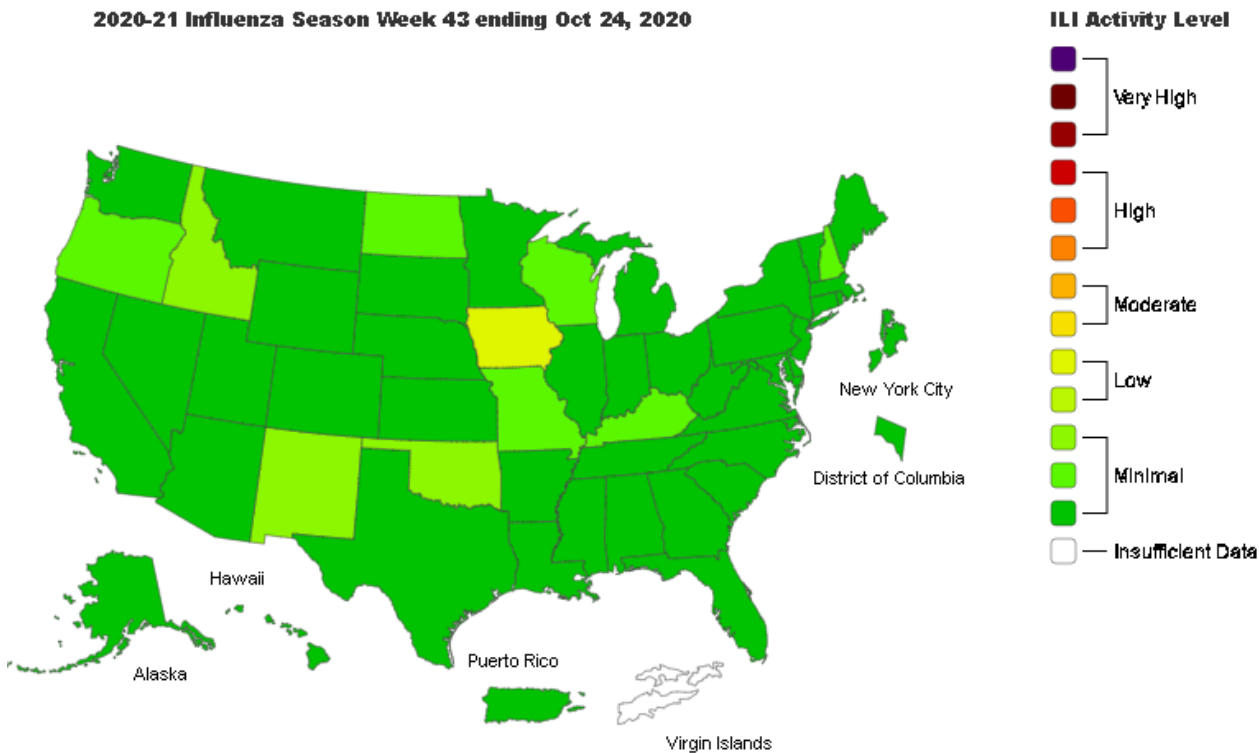 2020-21 Influenza Season Week 43 ending Oct 24, 2020
ILI Activity Level
Very High
High
Moderate
Low
Minimal
Insufficient Data
New York City
District of Columbia
Hawaii
Alaska
Puerto Rico
Virgin Islands